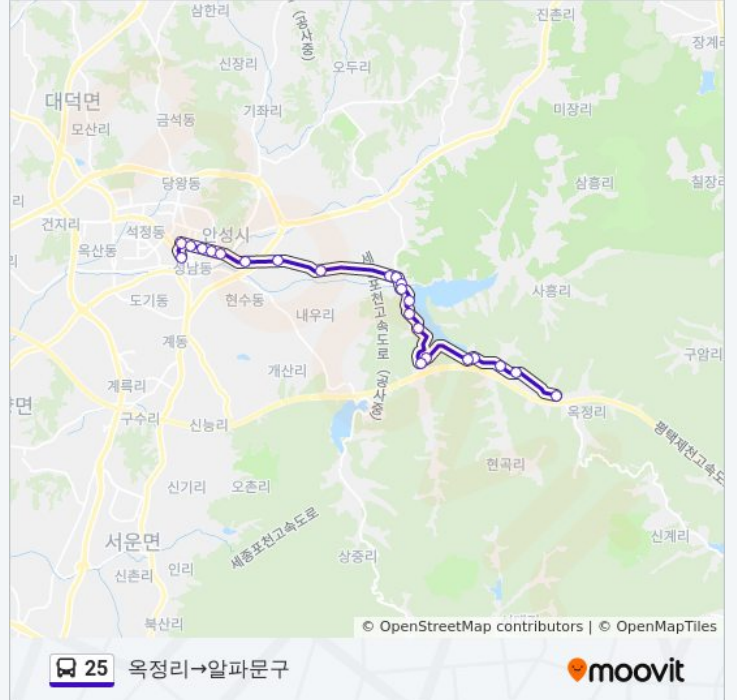 삼한리
(공사중)
진촌리
장계리
신장리
오두리
대덕면
모산리
금석동
기좌리
미장리
당왕동
삼흥리
칠장리
리
건지리
석정동
안성시
옥산동
성남동
리
세포천고속도로 (공사중)
사흥리
도기동
현수동
내우리
계동
구암리
개산리
계륵리
면
구수리
신능리
옥정리
평택제천고속도
현곡리
신기리
오촌리
세종포천고속도로
서운면
상중리
신계리
신촌리
인리
북산리
© OpenStreetMap contributors | © OpenMapTiles
25 옥정리→알파문구
moovit